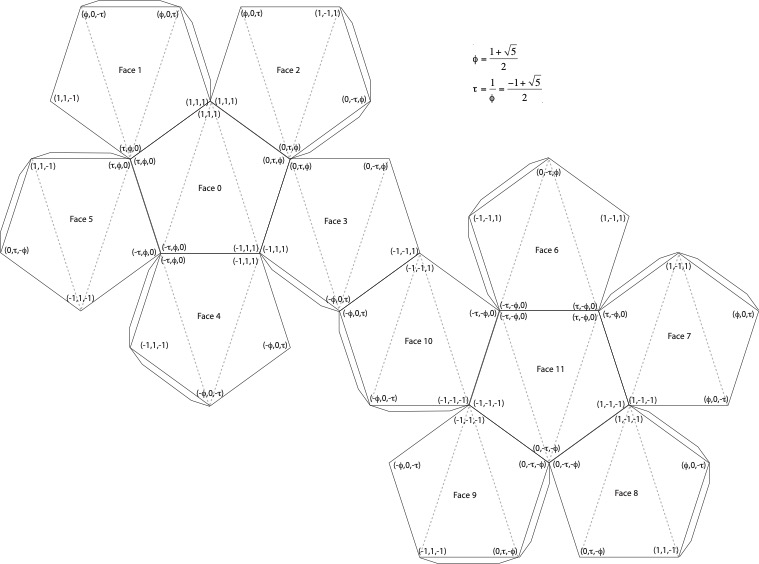 (ϕ,0,-τ) (ϕ,0,τ) (ϕ,0,τ) (1,-1,1)
ϕ = 1 + √5 / 2
Face 1 Face 2
τ = 1 / ϕ = -1 + √5 / 2
(1,1,-1) (1,1,1) (1,1,1) (0,-τ,ϕ)
(1,1,1)
(τ,ϕ,0) (0,τ,ϕ)
(1,1,-1) (τ,ϕ,0) (τ,ϕ,0) (0,τ,ϕ) (0,τ,ϕ) (0,-τ,ϕ) (0,-τ,ϕ)
Face 0
Face 5 Face 3 (-1,-1,1) (1,-1,1)
(0,τ,-ϕ) (-τ,ϕ,0) (-τ,ϕ,0) (-1,1,1) (-1,1,1) (-1,-1,1) Face 6
(-τ,ϕ,0) (-1,1,1) (-1,-1,1) (1,-1,1)
(-1,1,-1) (-ϕ,0,τ) (-τ,-ϕ,0) (τ,-ϕ,0)
(-ϕ,0,τ) (-τ,-ϕ,0) (-τ,-ϕ,0) (τ,-ϕ,0) (τ,-ϕ,0) (ϕ,0,τ)
Face 4
(-1,1,-1) (-ϕ,0,τ) Face 10 Face 7
Face 11
(-ϕ,0,-τ) (-ϕ,0,-τ) (-1,-1,-1) (-1,-1,-1) (1,-1,-1) (1,-1,-1) (ϕ,0,-τ)
(-1,-1,-1) (1,-1,-1)
(0,-τ,-ϕ)
(-ϕ,0,-τ) (0,-τ,-ϕ) (0,-τ,-ϕ) (ϕ,0,-τ)
Face 9 Face 8
(-1,1,-1) (0,τ,-ϕ) (0,τ,-ϕ) (1,1,-1)